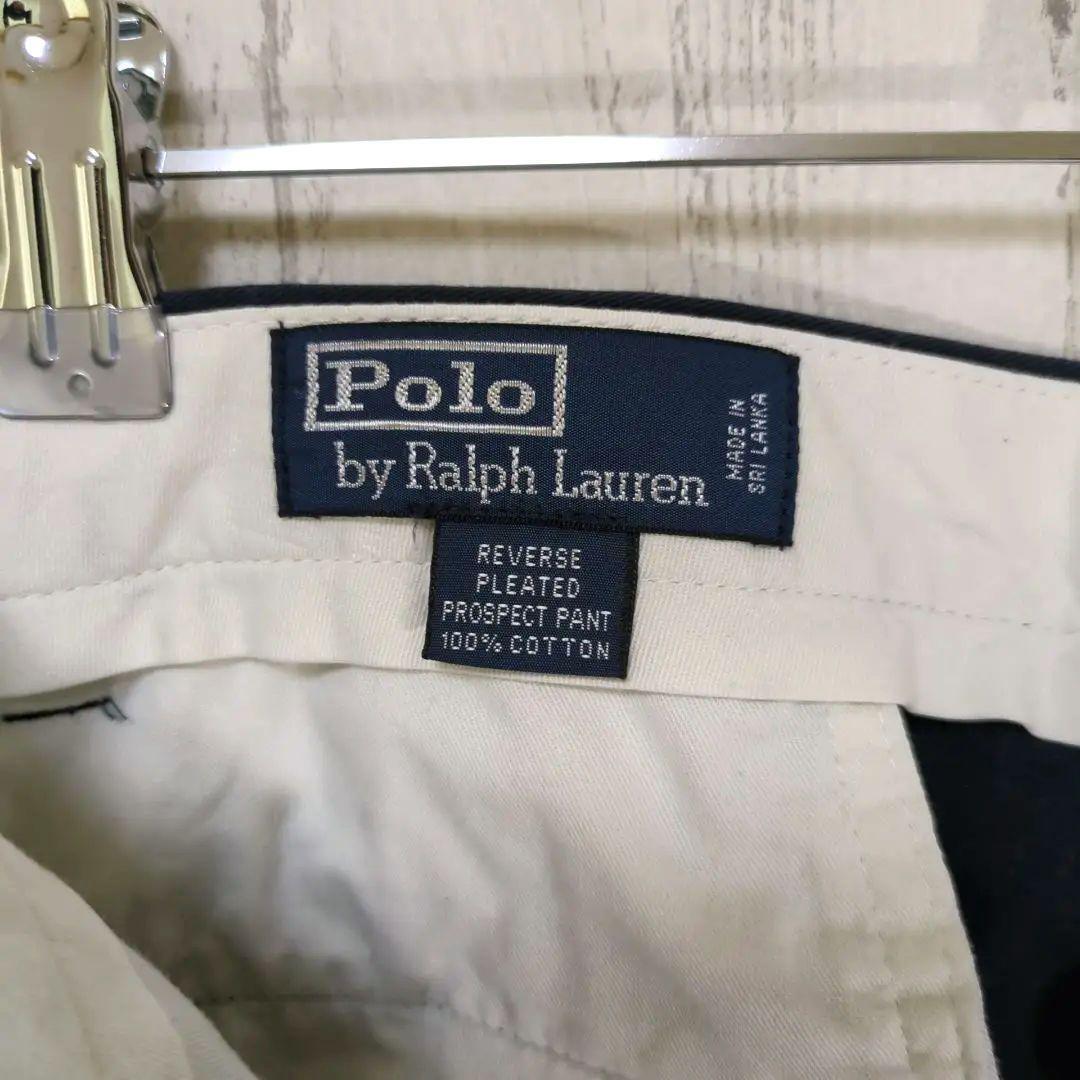 Polo
by Ralph Lauren
MADE IN
SRI LANKA
REVERSE
PLEATED
PROSPECT PANT
100% COTTON